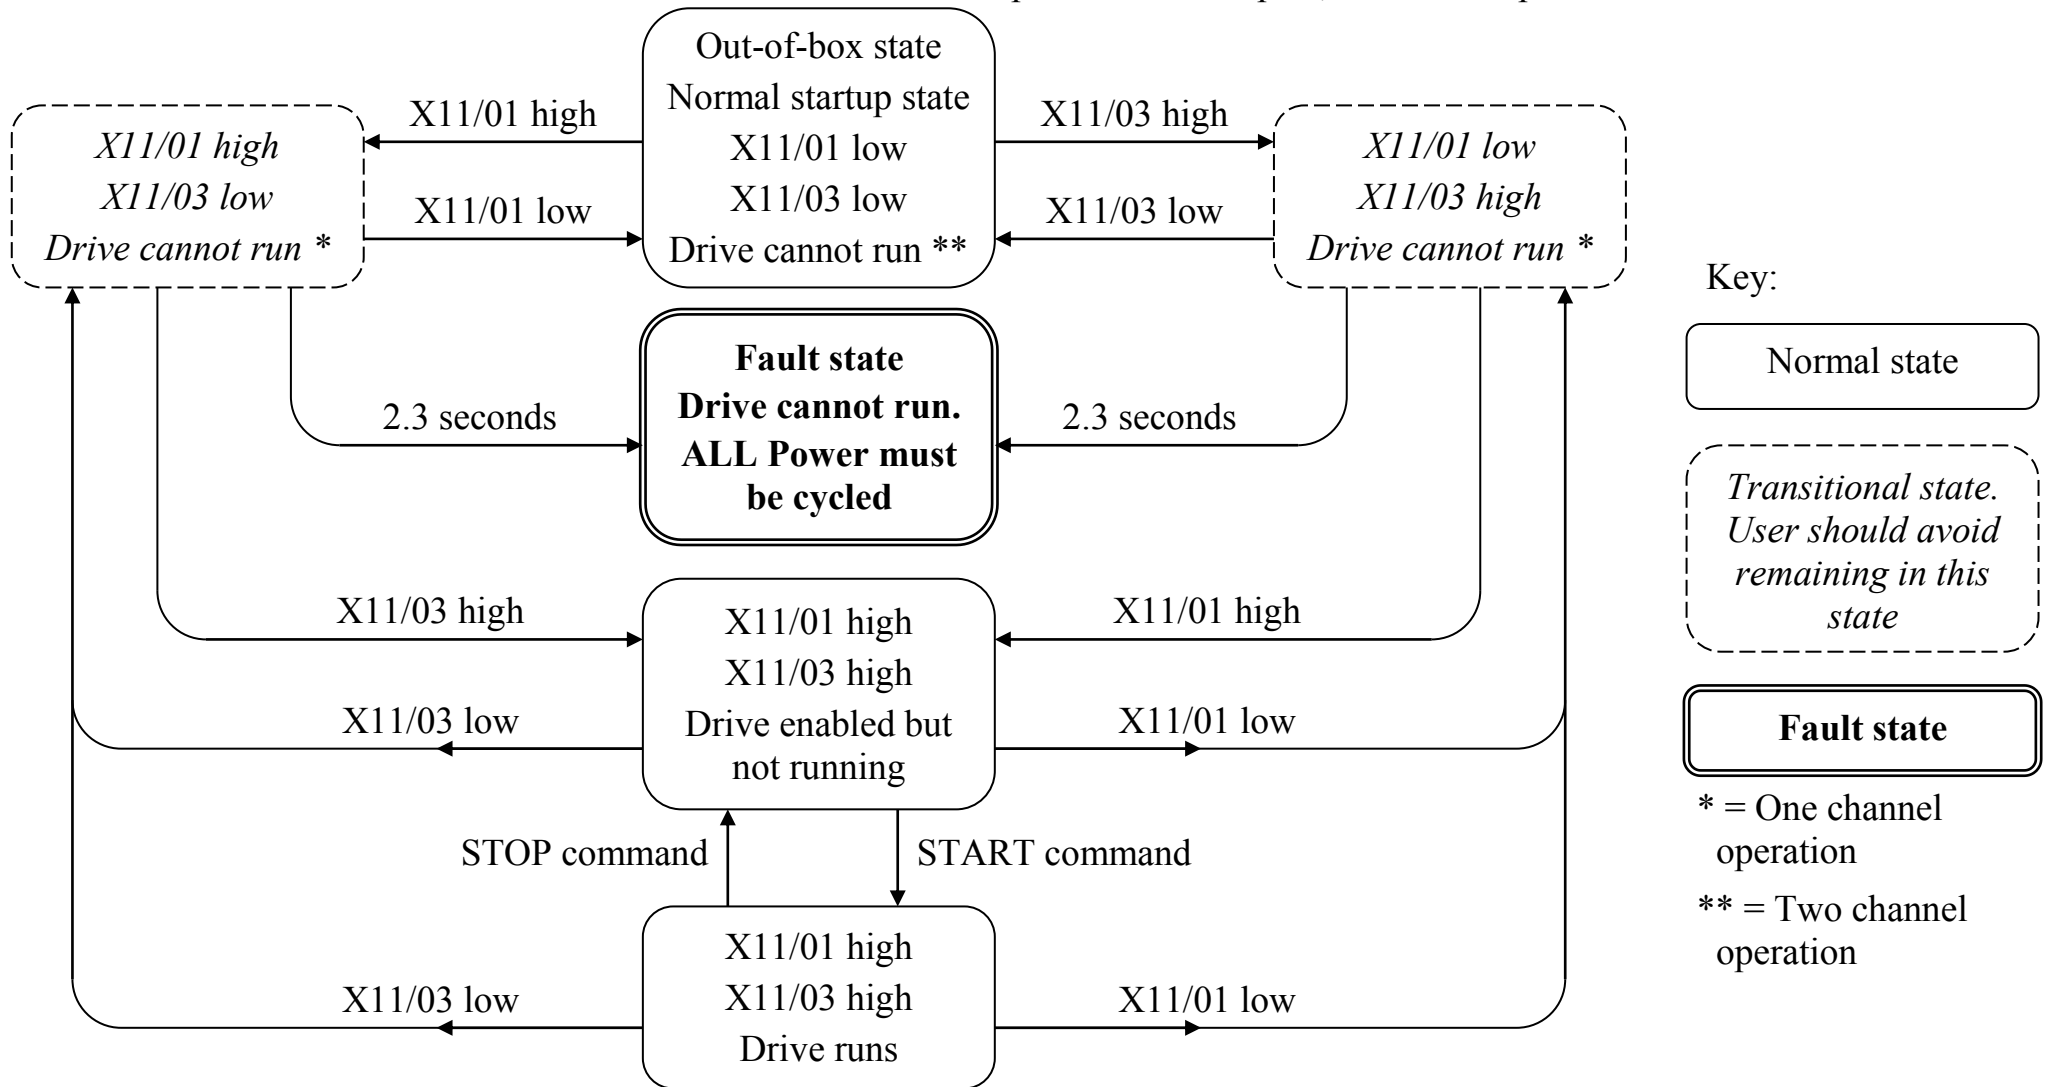 Out-of-box state
Normal startup state
X11/01 low
X11/03 low
Drive cannot run **
X11/01 high
X11/01 low
X11/03 high
X11/03 low
X11/01 high
X11/03 low
Drive cannot run *
X11/01 low
X11/03 high
Drive cannot run *
2.3 seconds
Fault state
Drive cannot run.
ALL Power must
be cycled
2.3 seconds
X11/03 high
X11/03 low
X11/01 high
X11/03 high
Drive enabled but
not running
X11/01 high
X11/01 low
STOP command
START command
X11/03 low
X11/01 high
X11/03 high
Drive runs
X11/01 low
Key:
Normal state
Transitional state.
User should avoid
remaining in this
state
Fault state
* = One channel
operation
** = Two channel
operation